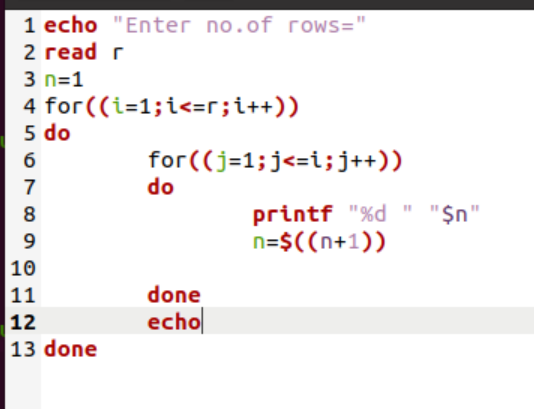 1 echo "Enter no.of rows="
2 read r
3 n=1
4 for((i=1;i<=r;i++))
5 do
6         for((j=1;j<=i;j++))
7         do
8                 printf "%d " "$n"
9                 n=$((n+1))
10
11         done
12         echo
13 done